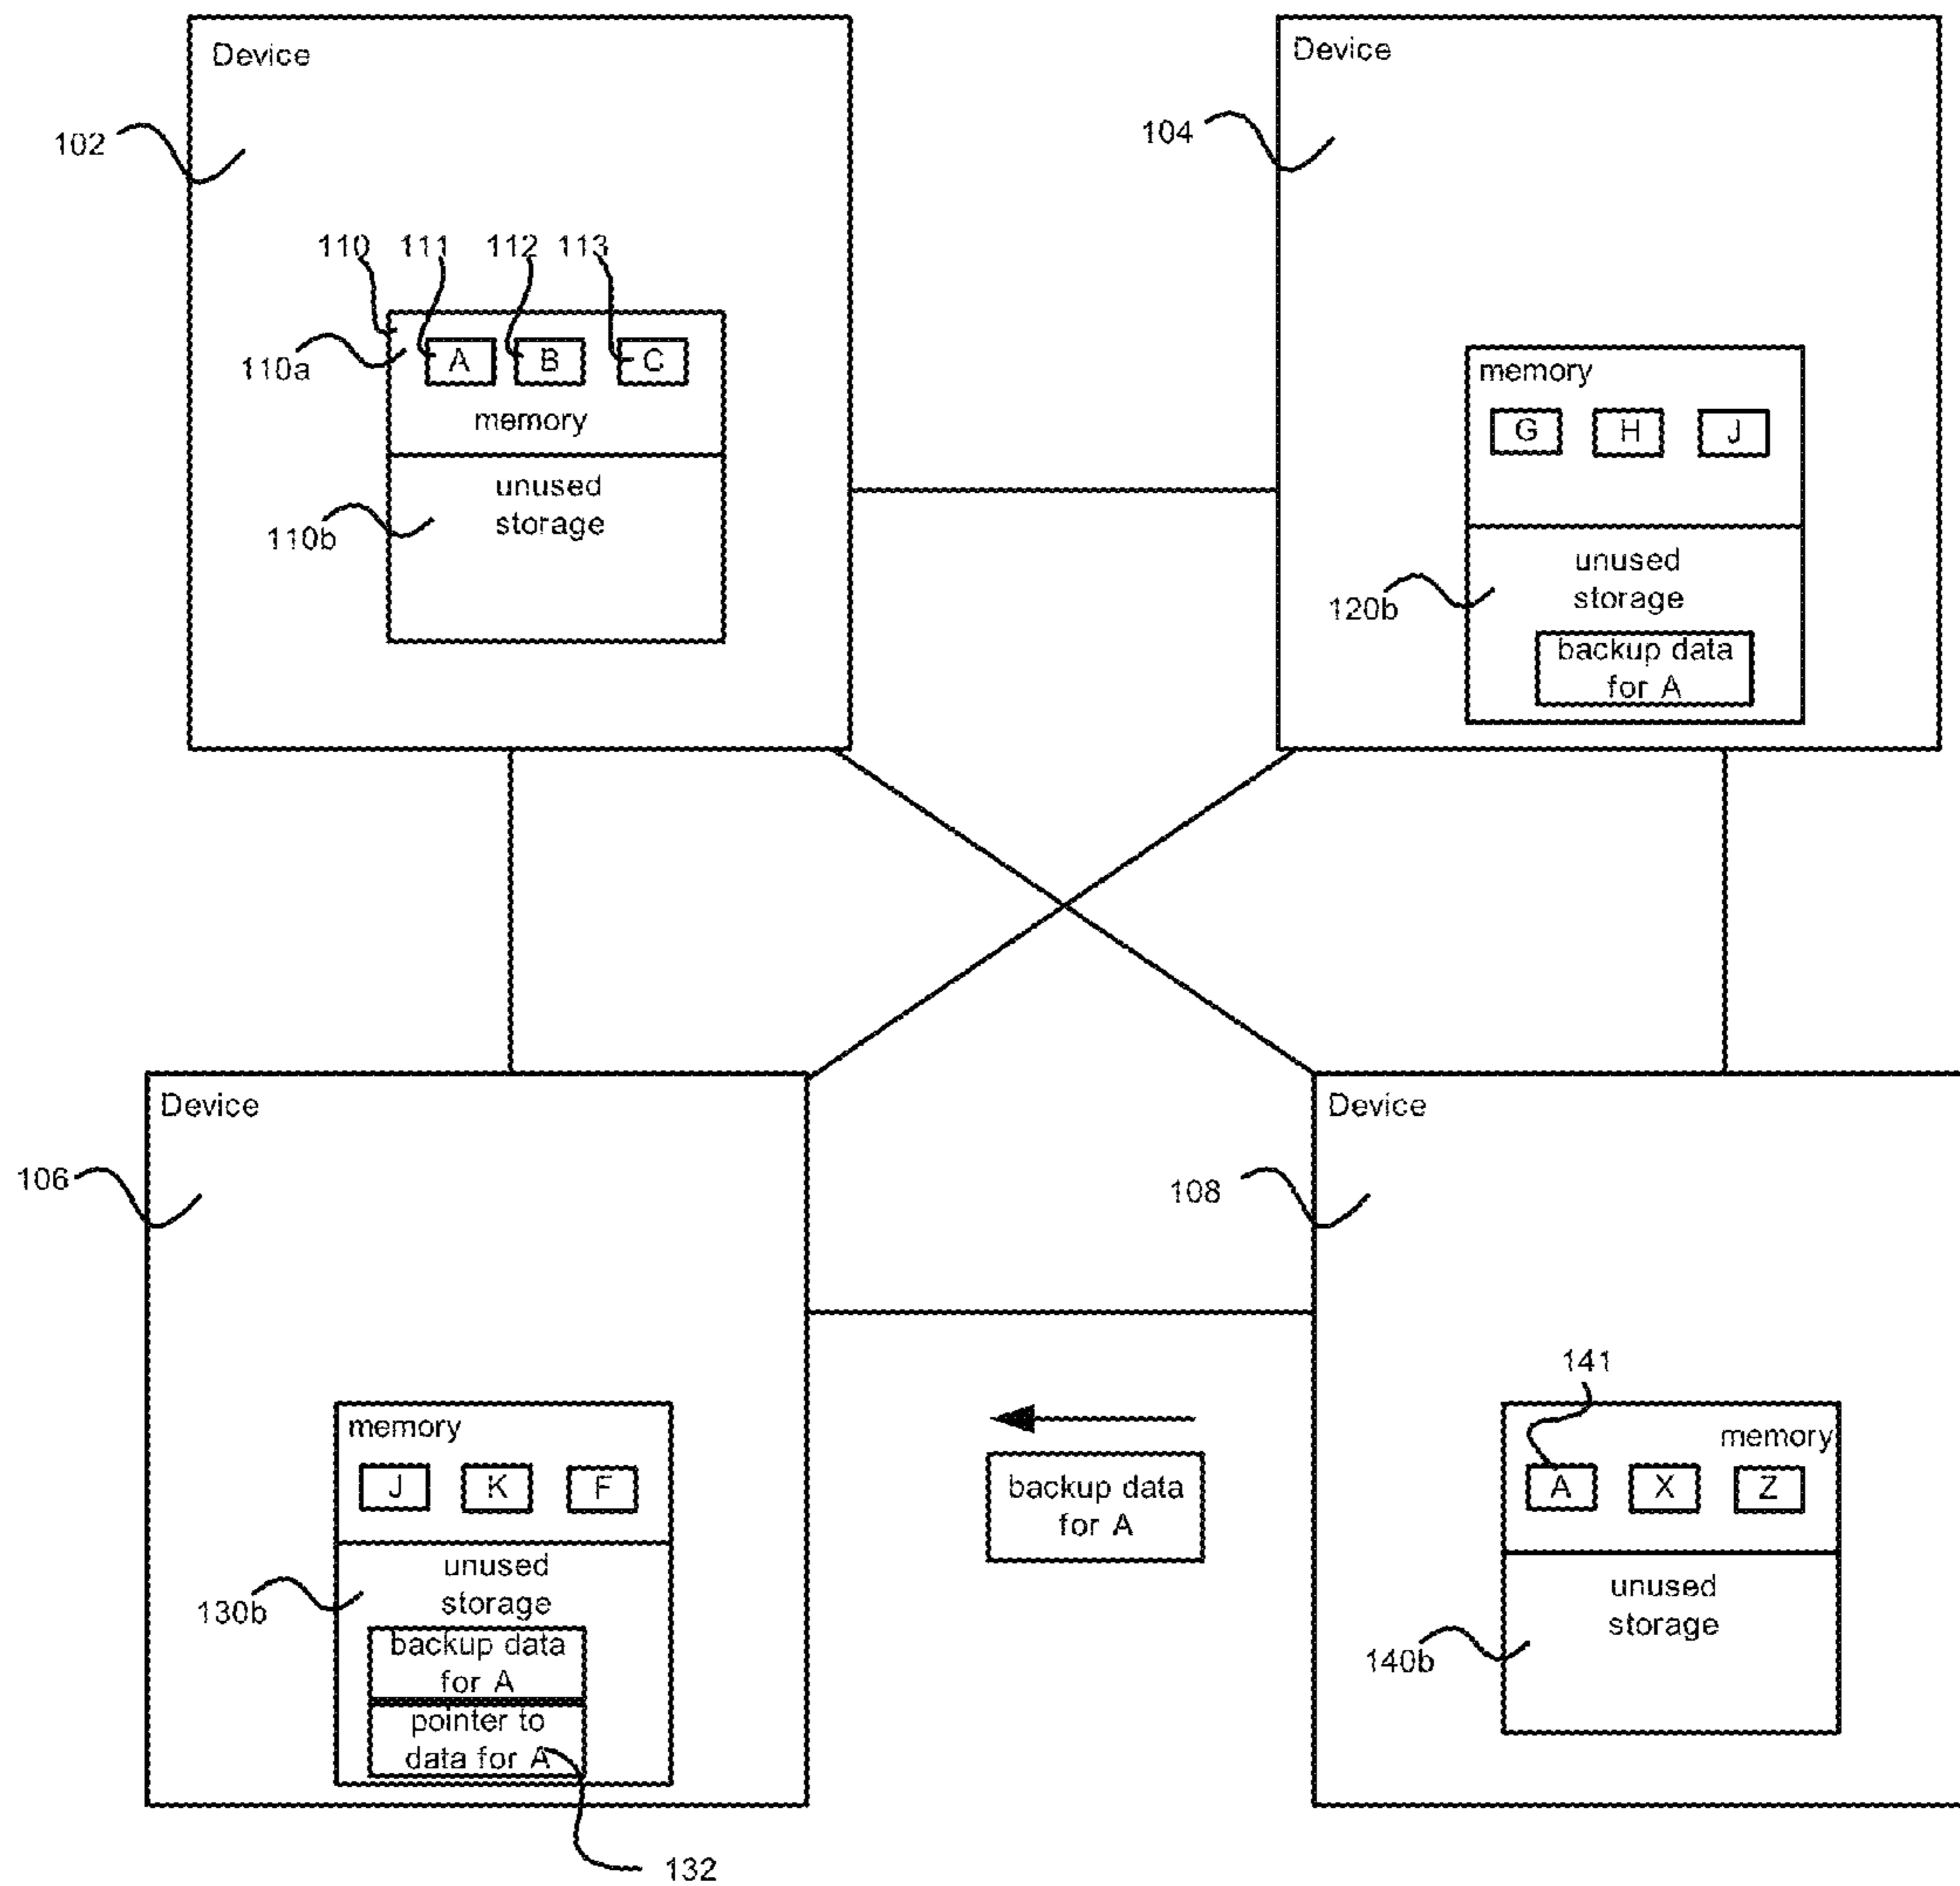 Device
102
110 111 112 113
110a
A B C
memory
unused
storage
110b
Device
104
memory
G H J
unused
storage
120b
backup data
for A
Device
106
memory
J K F
unused
storage
130b
backup data
for A
pointer to
data for A
132
backup data
for A
Device
108
141
memory
A X Z
unused
storage
140b